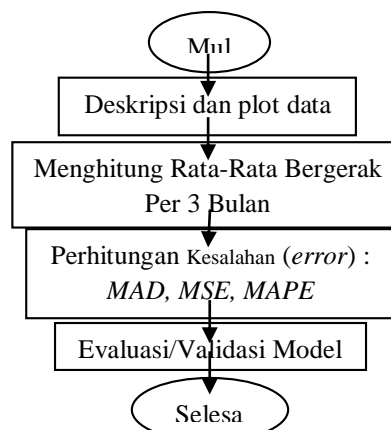 Mul
Deskripsi dan plot data
Menghitung Rata-Rata Bergerak
Per 3 Bulan
Perhitungan Kesalahan (error) :
MAD, MSE, MAPE
Evaluasi/Validasi Model
Selesa